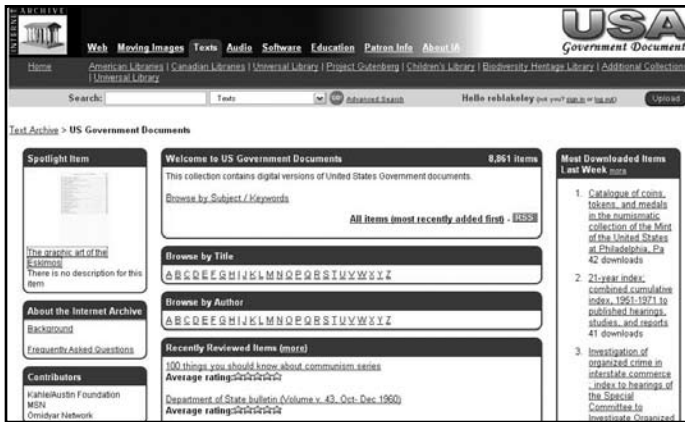 INTERNET ARCHIVE
USA
Government Document
Web Moving Images Texts Audio Software Education Patron Info About IA
Home American Libraries | Canadian Libraries | Universal Library | Project Gutenberg | Children's Library | Biodiversity Heritage Library | Additional Collections
| Universal Library
Search: Texts GO! Advanced Search Hello reblakeley (not you? sign in or log out) Upload
Text Archive > US Government Documents
Spotlight Item
The graphic art of the
Eskimos
There is no description for this
item
About the Internet Archive
Background
Frequently Asked Questions
Contributors
Kahle/Austin Foundation
MSN
Omidyar Network
Welcome to US Government Documents 8,861 items
This collection contains digital versions of United States Government documents.
Browse by Subject / Keywords
All items (most recently added first) - RSS
Browse by Title
A B C D E F G H I J K L M N O P Q R S T U V W X Y Z
Browse by Author
A B C D E F G H I J K L M N O P Q R S T U V W X Y Z
Recently Reviewed Items (more)
100 things you should know about communism series
Average rating:
Department of State bulletin (Volume v. 43, Oct- Dec 1960)
Average rating:
Most Downloaded Items
Last Week more
1. Catalogue of coins,
tokens, and medals
in the numismatic
collection of the Mint
of the United States
at Philadelphia, Pa
42 downloads
2. 21-year index;
combined cumulative
index, 1951-1971 to
published hearings,
studies, and reports
41 downloads
3. Investigation of
organized crime in
interstate commerce
: index to hearings of
the Special
Committee to
Investigate Organized